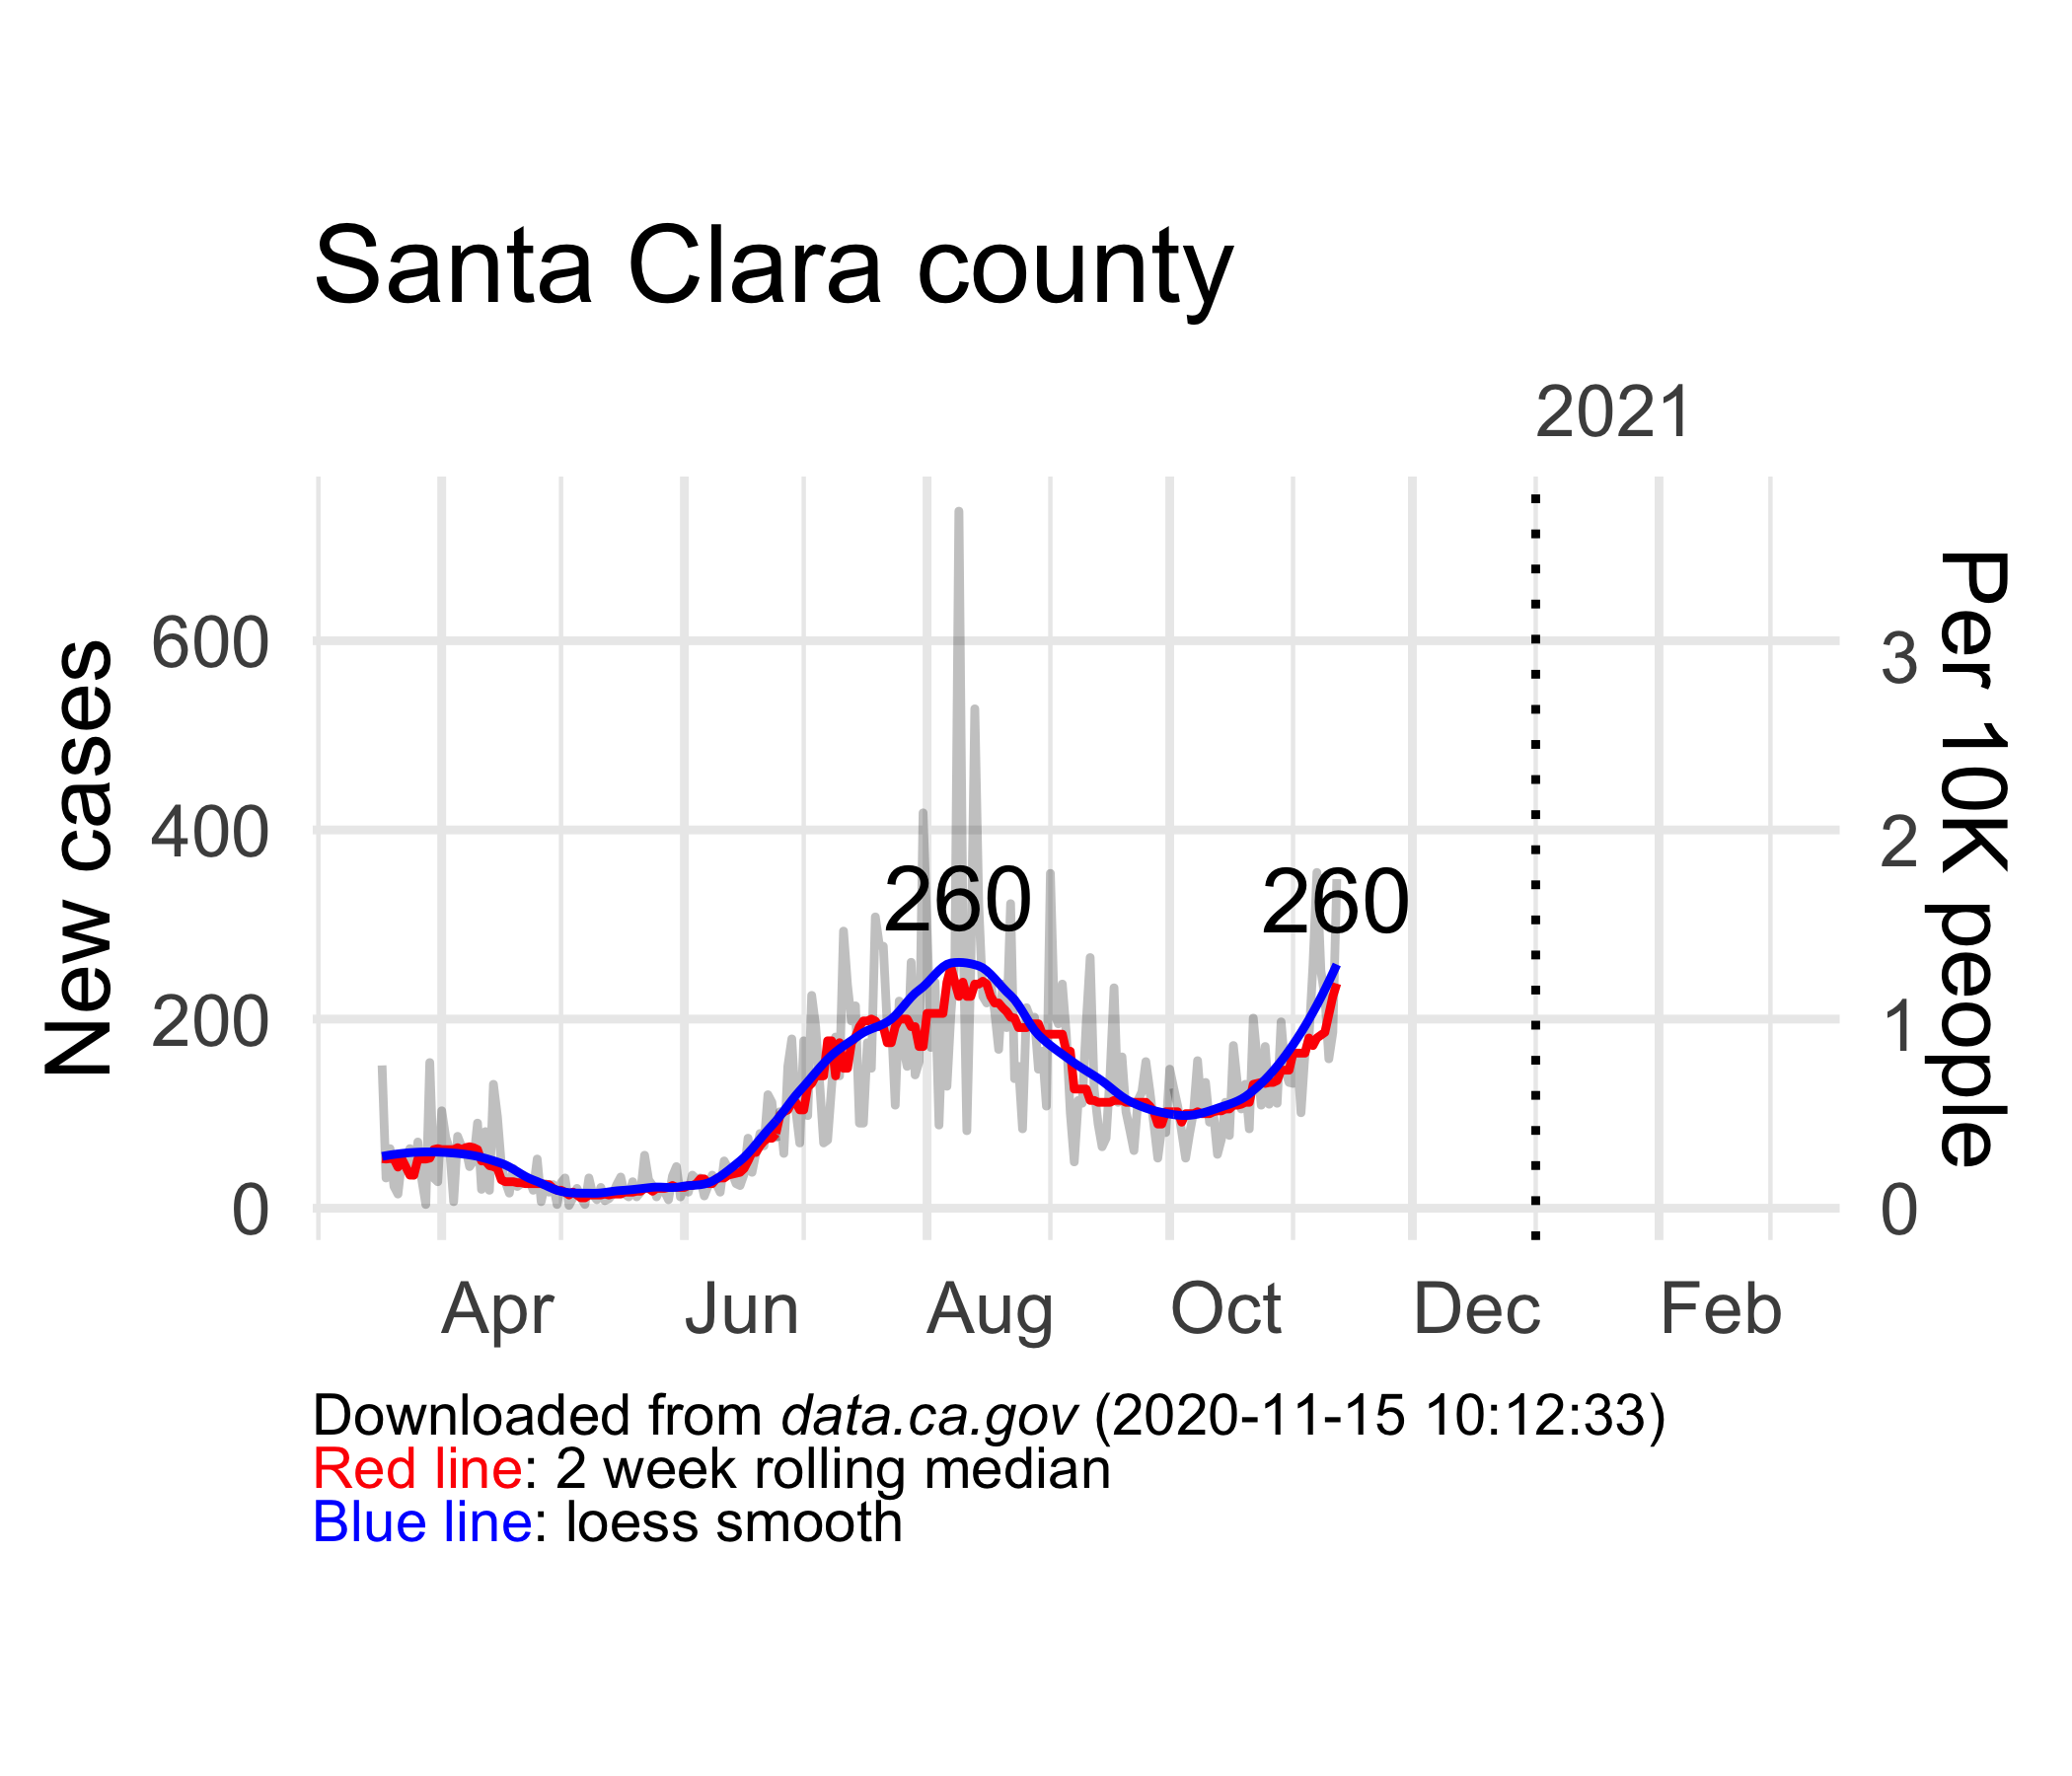 Santa Clara county
2021
New cases
Per 10K people
600
400
200
0
3
2
1
0
260
260
Apr
Jun
Aug
Oct
Dec
Feb
Downloaded from data.ca.gov (2020-11-15 10:12:33)
Red line: 2 week rolling median
Blue line: loess smooth